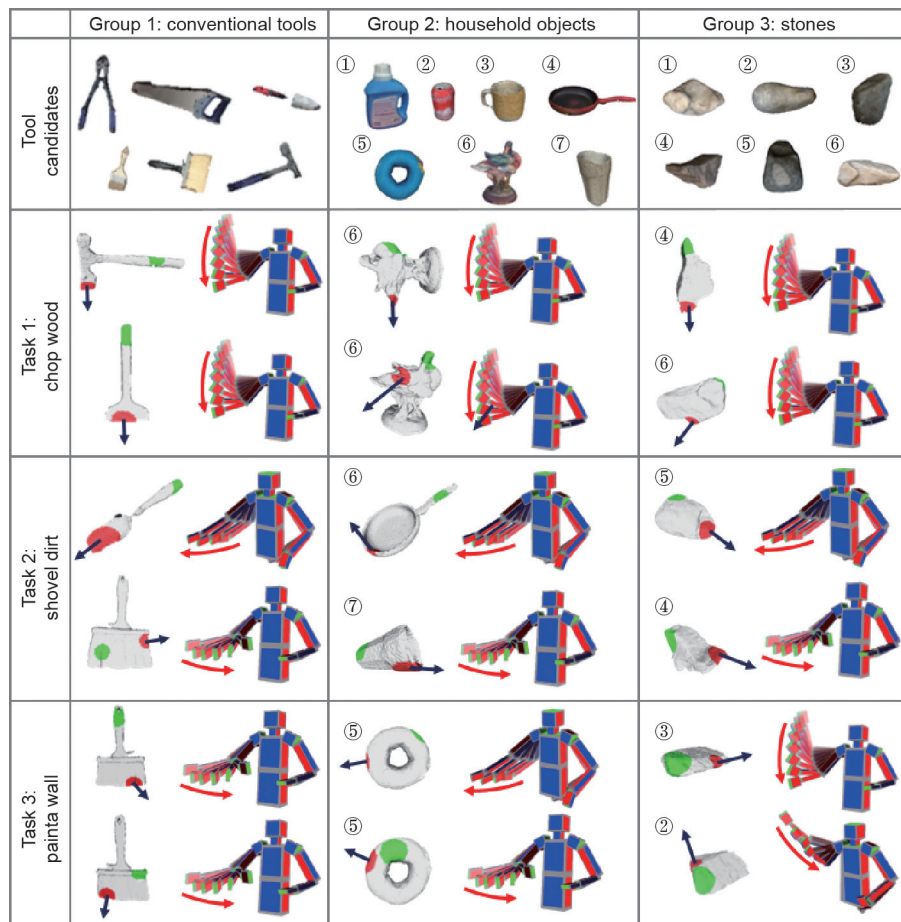 Group 1: conventional tools
Group 2: household objects
Group 3: stones
Tool
candidates
① ② ③ ④
⑤ ⑥ ⑦
① ② ③
④ ⑤ ⑥
Task 1:
chop wood
⑥ ④
⑥ ⑥
Task 2:
shovel dirt
⑥ ⑤
⑦ ④
Task 3:
painta wall
⑤ ③
⑤ ②